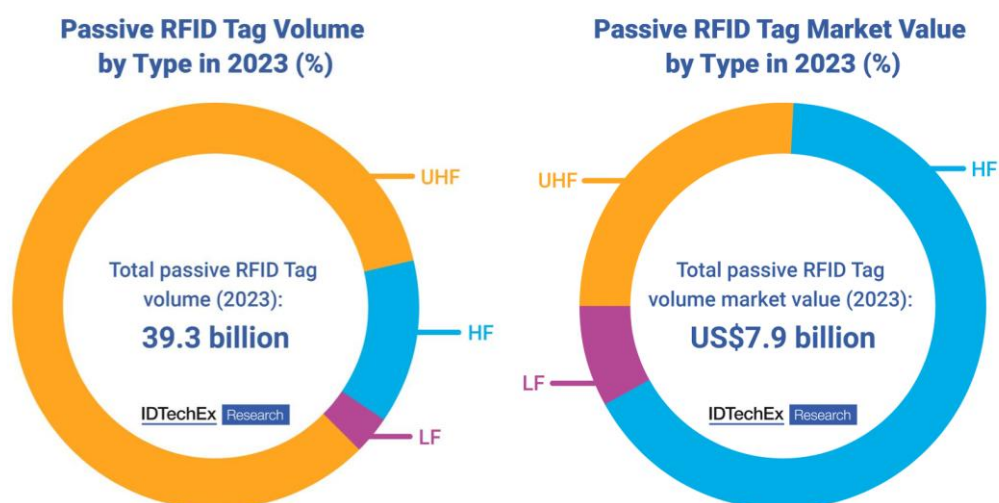 Passive RFID Tag Volume
by Type in 2023 (%)
UHF
Total passive RFID Tag
volume (2023):
39.3 billion
HF
IDTechEx Research
LF
Passive RFID Tag Market Value
by Type in 2023 (%)
HF
UHF
Total passive RFID Tag
volume market value (2023):
US$7.9 billion
LF
IDTechEx Research